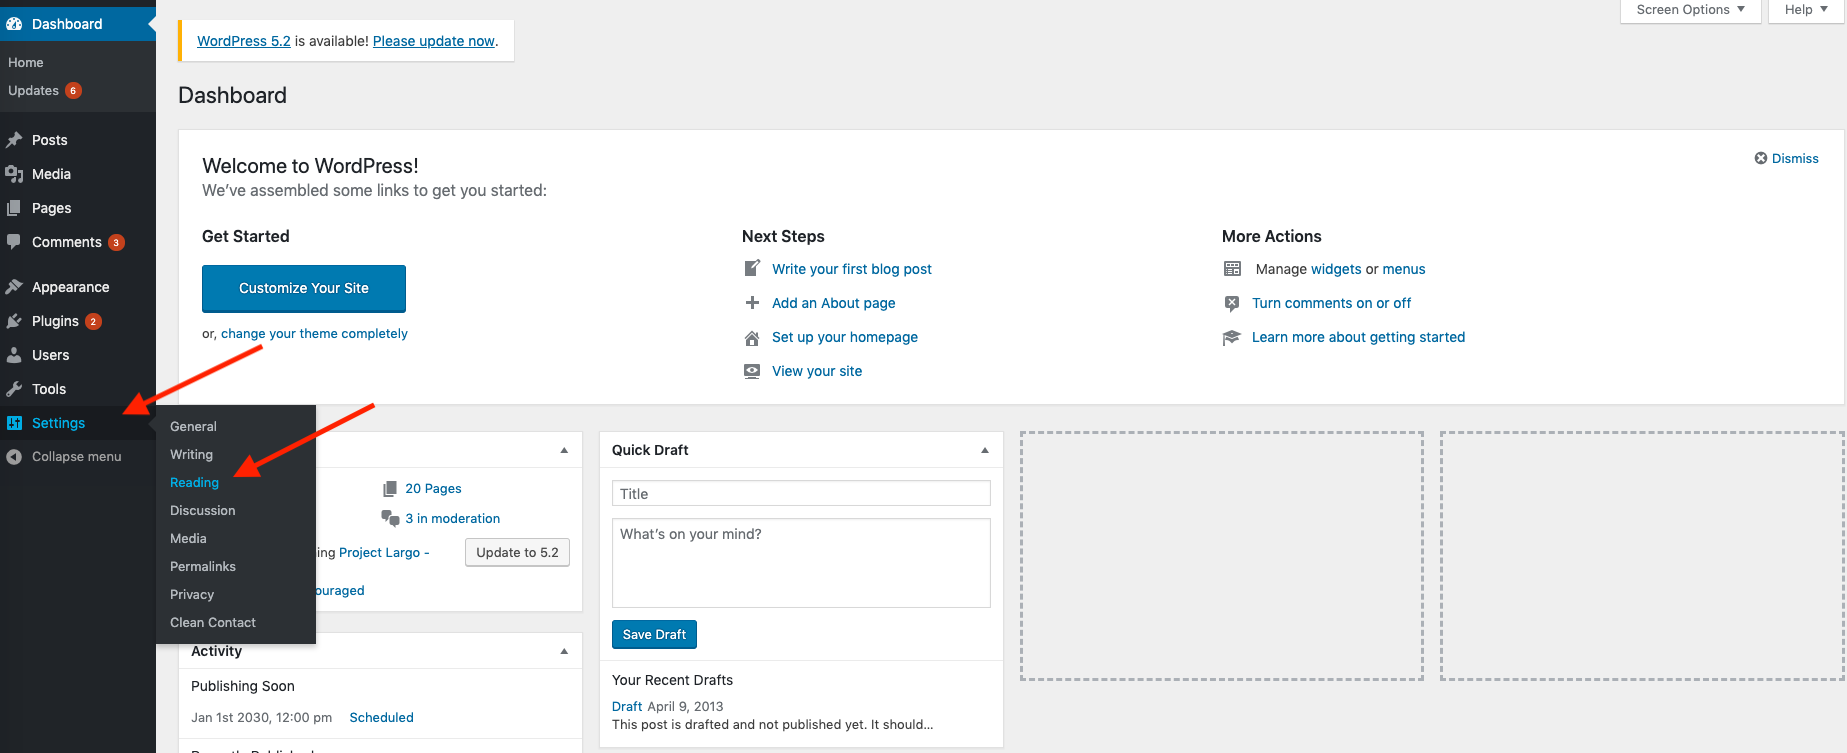 Dashboard
Home
Updates 6
Posts
Media
Pages
Comments 3
Appearance
Plugins 2
Users
Tools
Settings
Collapse menu
General
Writing
Reading
Discussion
Media
Permalinks
Privacy
Clean Contact
Screen Options
Help
WordPress 5.2 is available! Please update now.
Dashboard
Welcome to WordPress!
We've assembled some links to get you started:
Dismiss
Get Started
Customize Your Site
or, change your theme completely
Next Steps
Write your first blog post
Add an About page
Set up your homepage
View your site
More Actions
Manage widgets or menus
Turn comments on or off
Learn more about getting started
20 Pages
3 in moderation
ing Project Largo -
Update to 5.2
ouraged
Activity
Publishing Soon
Jan 1st 2030, 12:00 pm Scheduled
Quick Draft
Title
What's on your mind?
Save Draft
Your Recent Drafts
Draft April 9, 2013
This post is drafted and not published yet. It should…